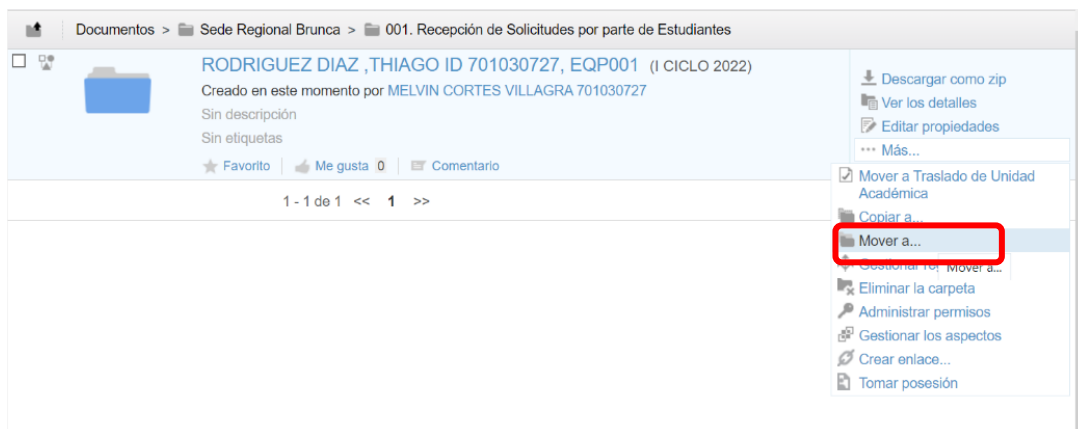 Documentos > Sede Regional Brunca > 001. Recepción de Solicitudes por parte de Estudiantes
RODRIGUEZ DIAZ ,THIAGO ID 701030727, EQP001 (I CICLO 2022)
Creado en este momento por MELVIN CORTES VILLAGRA 701030727
Sin descripción
Sin etiquetas
Favorito Me gusta 0 Comentario
1 - 1 de 1 << 1 >>
Descargar como zip
Ver los detalles
Editar propiedades
Más...
Mover a Traslado de Unidad
Académica
Copiar a...
Mover a...
Gestionar
Mover a...
Eliminar la carpeta
Administrar permisos
Gestionar los aspectos
Crear enlace...
Tomar posesión